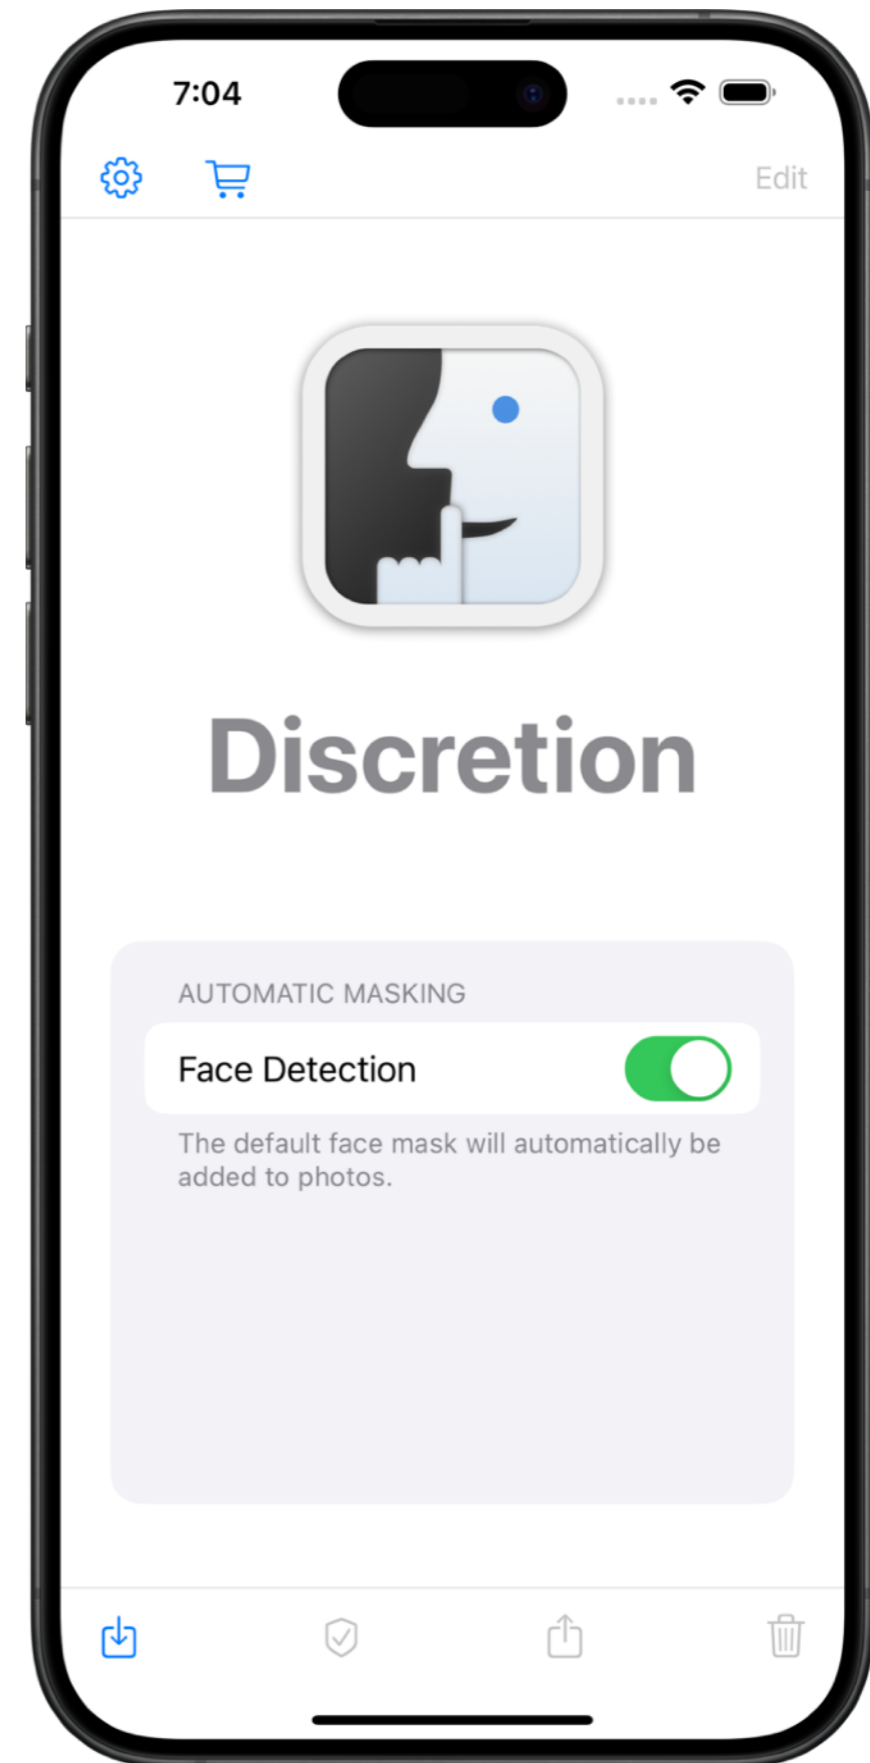 7:04
Edit
Discretion
AUTOMATIC MASKING
Face Detection
The default face mask will automatically be
added to photos.